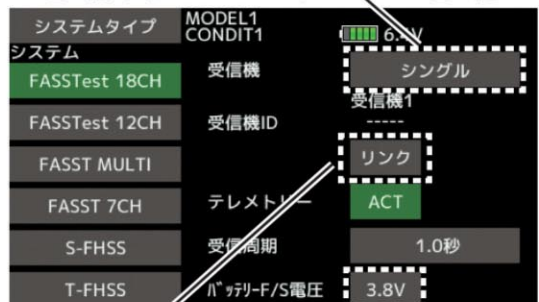 システムタイプ
MODEL1
CONDIT1
6.4V
システム
FASSTest 18CH
受信機
シングル
受信機1
FASSTest 12CH
受信機ID
-----
FASST MULTI
リンク
FASST 7CH
テレメトリー
ACT
S-FHSS
受信周期
1.0秒
T-FHSS
バッテリーF/S電圧
3.8V